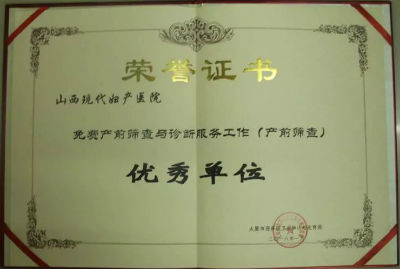 荣誉证书
山西现代妇产医院
免费产前筛查与诊断服务工作（产前筛查）
优秀单位